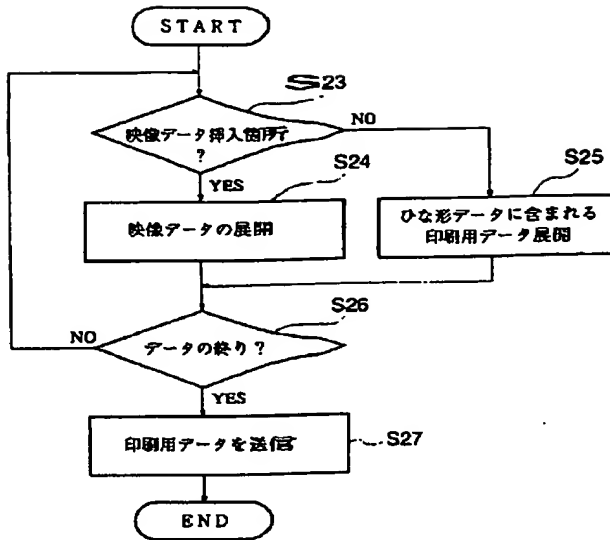 START
S23
映像データ挿入箇所
?
NO
YES
S24
映像データの展開
S25
ひな形データに含まれる
印刷用データ展開
S26
データの終り?
NO
YES
印刷用データを送信
S27
END